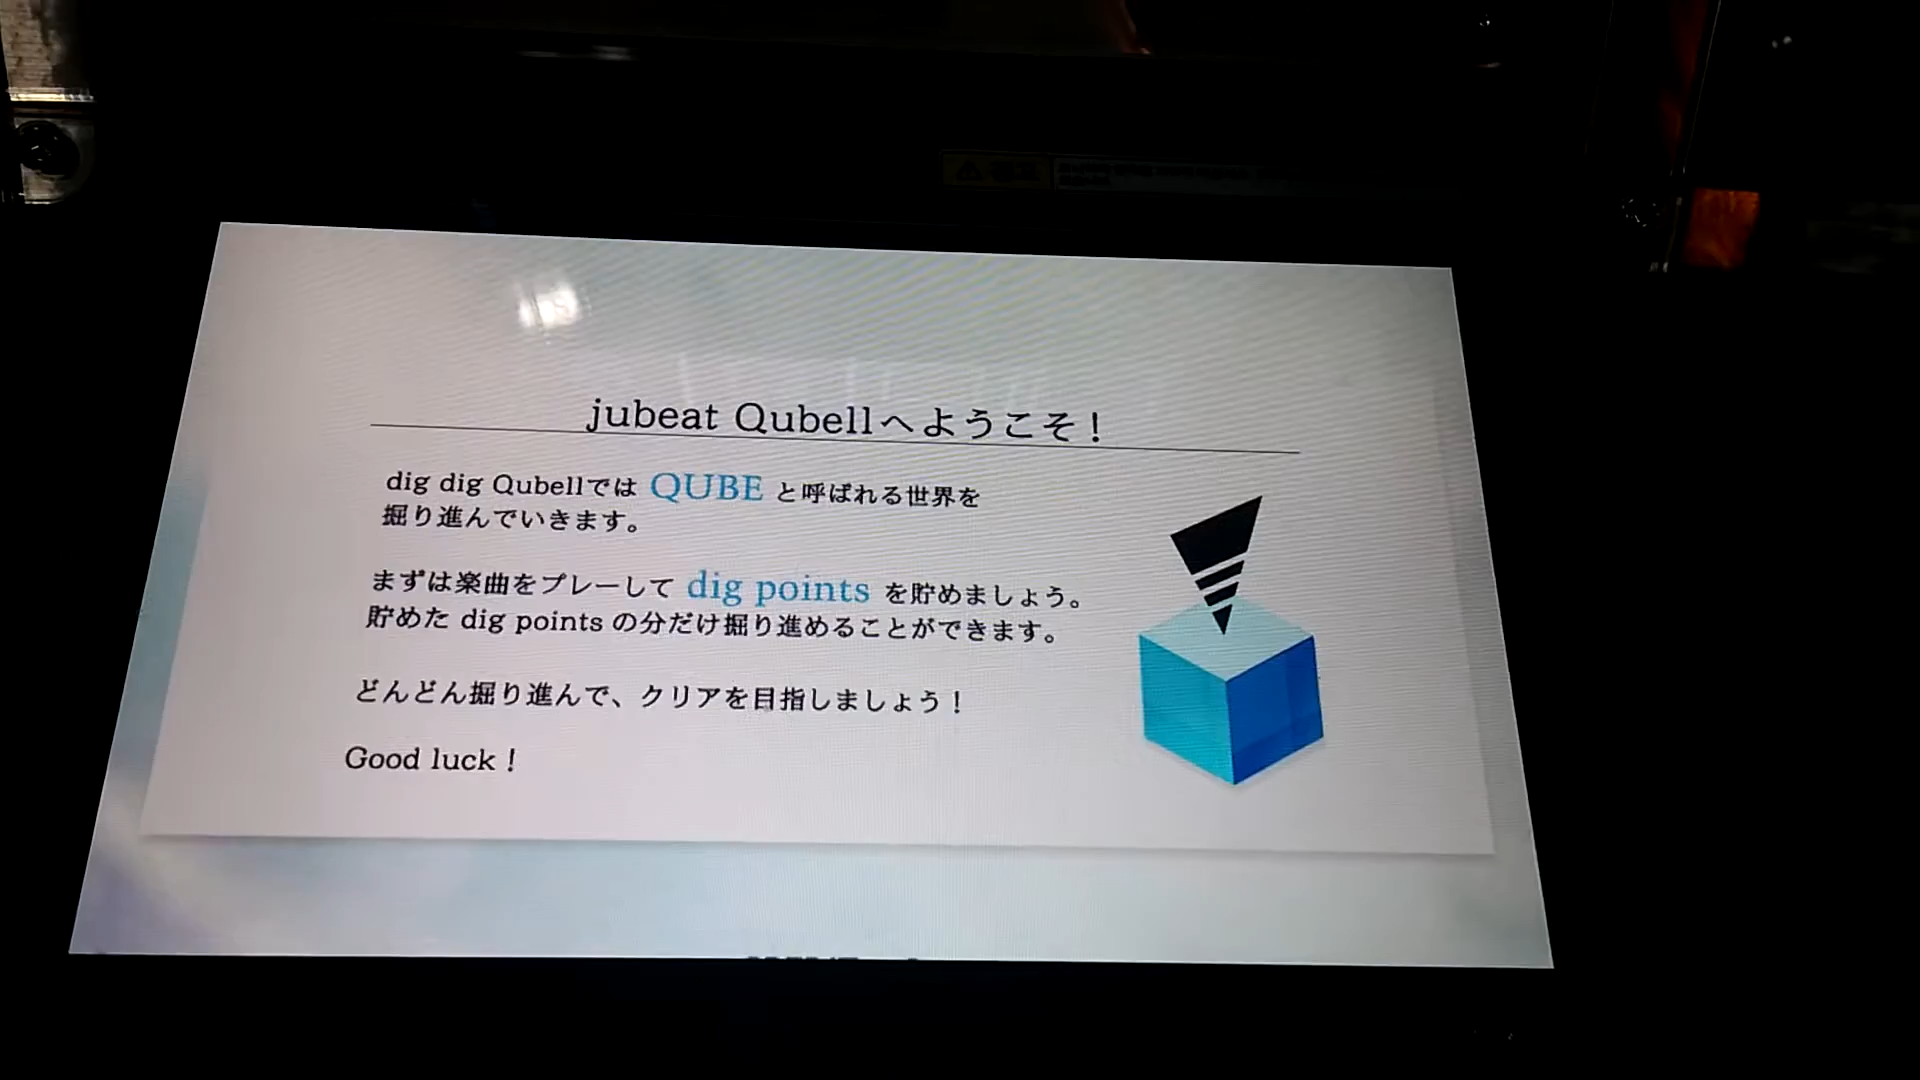 jubeat Qubellへようこそ！
dig dig Qubellでは QUBE と呼ばれる世界を
掘り進んでいきます。
まずは楽曲をプレーして dig points を貯めましょう。
貯めた dig points の分だけ掘り進めることができます。
どんどん掘り進んで、クリアを目指しましょう！
Good luck！